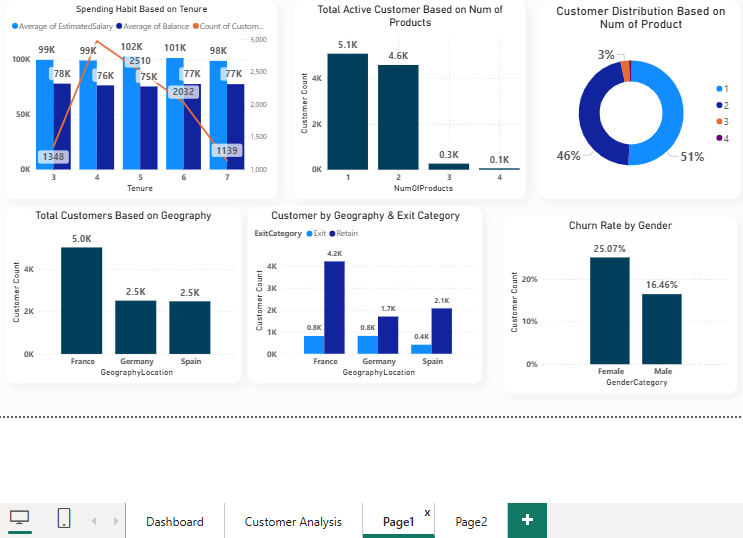 Spending Habit Based on Tenure
Average of EstimatedSalary Average of Balance Count of Custom...
100K
50K
0K
3,000
2,500
2,000
1,500
1,000
99K
78K
1348
99K
76K
102K
2510
75K
101K
77K
2032
98K
77K
1139
3 4 5 6 7
Tenure
Total Active Customer Based on Num of
Products
Customer Count
4K
2K
0K
5.1K
4.6K
0.3K
0.1K
1 2 3 4
NumOfProducts
Customer Distribution Based on
Num of Product
3%
46%
51%
1
2
3
4
Total Customers Based on Geography
Customer Count
4K
2K
0K
5.0K
2.5K
2.5K
France Germany Spain
GeographyLocation
Customer by Geography & Exit Category
ExitCategory Exit Retain
Customer Count
4K
3K
2K
1K
0K
0.8K
4.2K
0.8K
1.7K
0.4K
2.1K
France Germany Spain
GeographyLocation
Churn Rate by Gender
Customer Count
20%
10%
0%
25.07%
16.46%
Female Male
GenderCategory
Dashboard
Customer Analysis
Page1 x
Page2
+